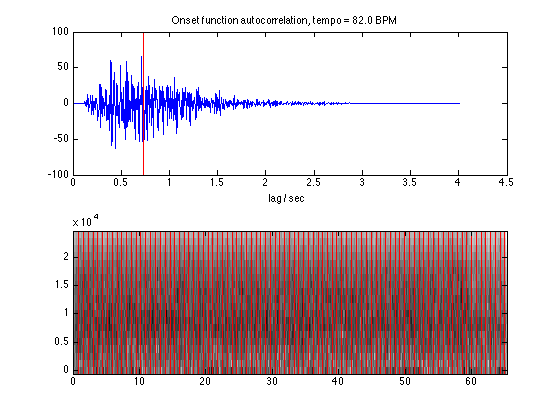 Onset function autocorrelation, tempo = 82.0 BPM
100
50
0
-50
-100
0 0.5 1 1.5 2 2.5 3 3.5 4 4.5
lag / sec
x 10^4
2
1.5
1
0.5
0
0 10 20 30 40 50 60